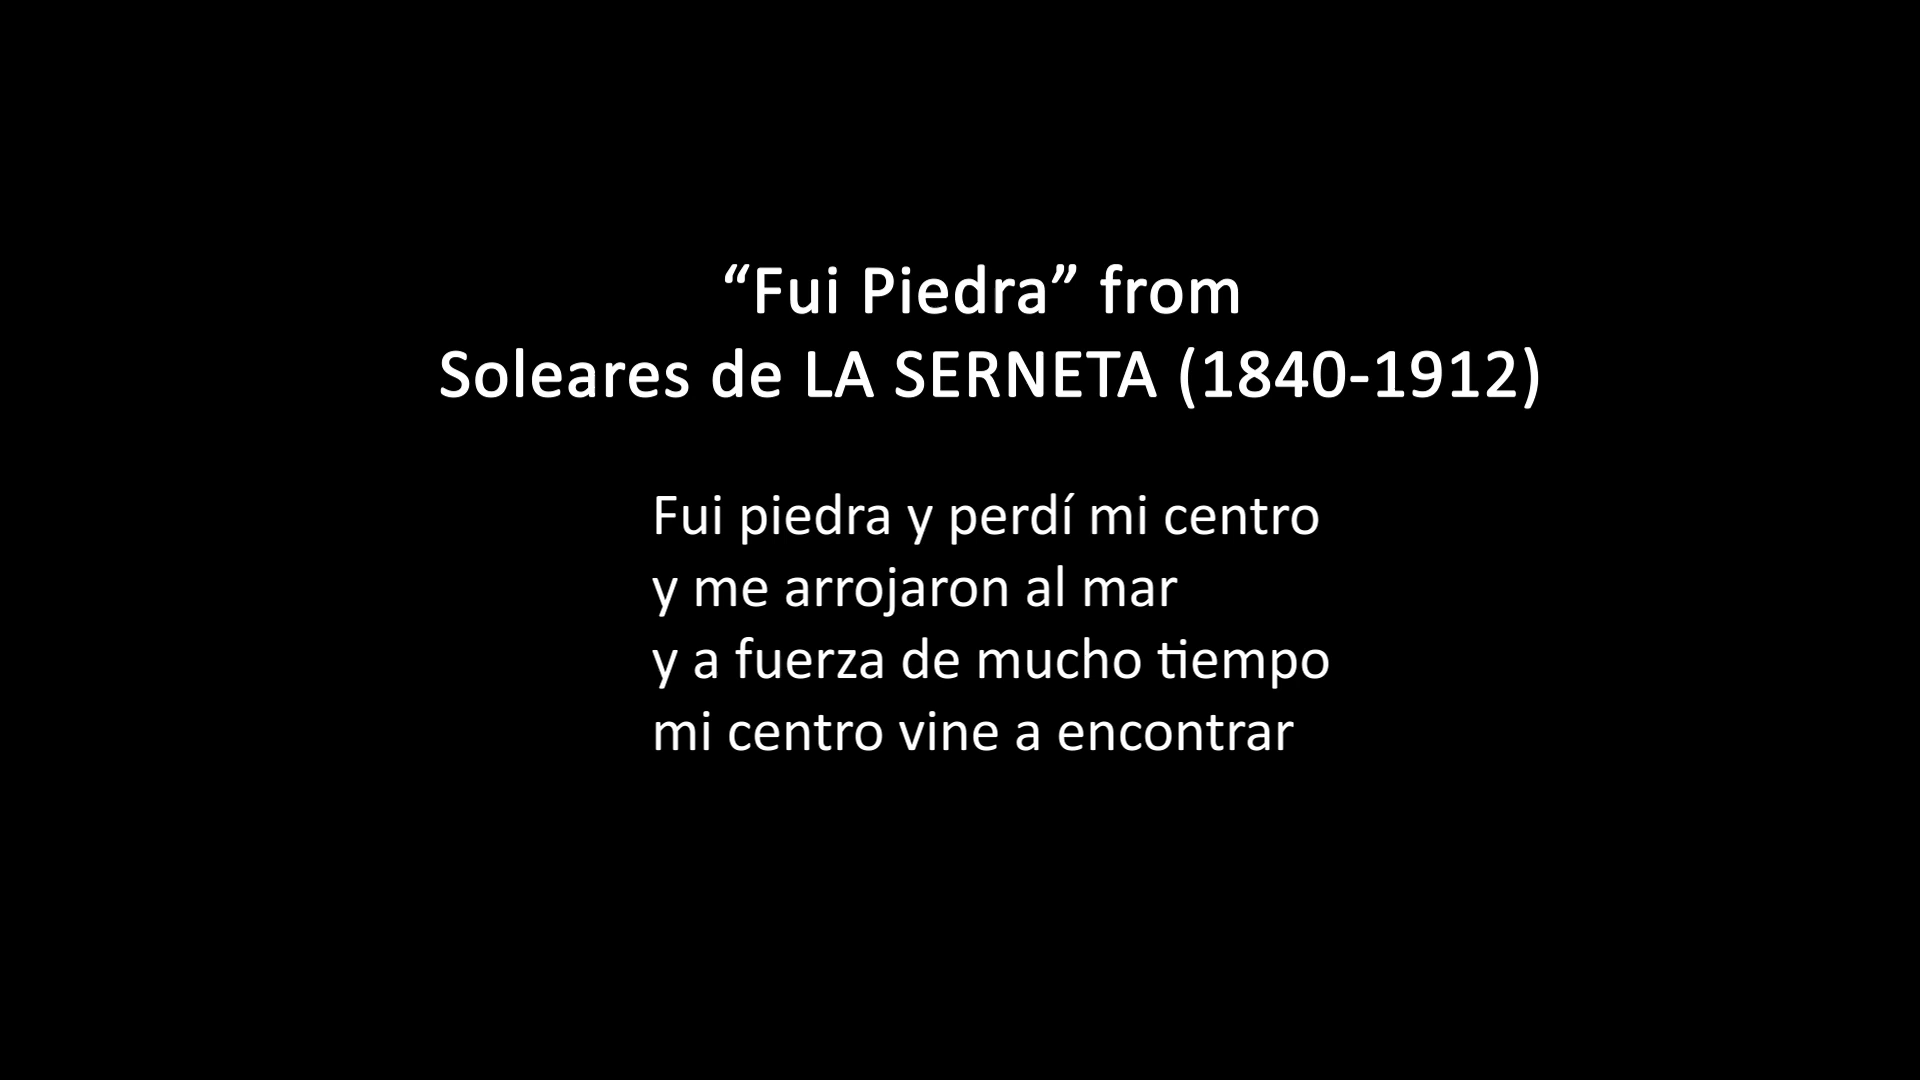 “Fui Piedra” from
Soleares de LA SERNETA (1840-1912)
Fui piedra y perdí mi centro
y me arrojaron al mar
y a fuerza de mucho tiempo
mi centro vine a encontrar